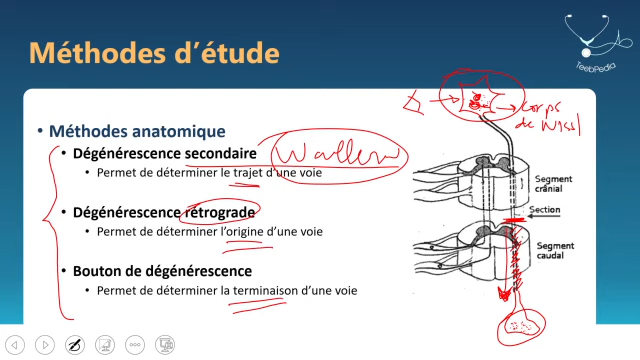 Méthodes d'étude
TeebPedia
• Méthodes anatomique
• Dégénérescence secondaire
Wallern
• Permet de déterminer le trajet d'une voie
• Dégénérescence rétrograde
• Permet de déterminer l'origine d'une voie
• Bouton de dégénérescence
• Permet de déterminer la terminaison d'une voie
corps
de Nissl
Segment
crânial
Section
Segment
caudal